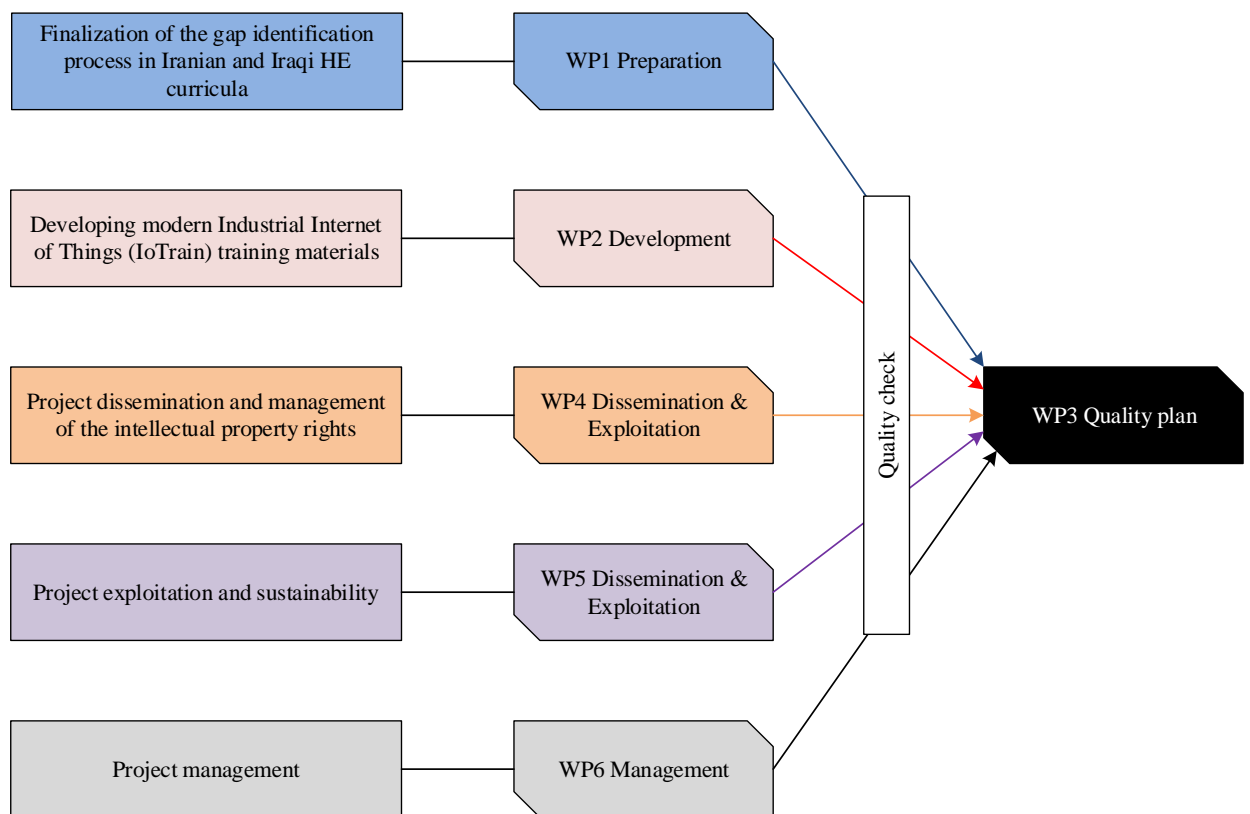 Finalization of the gap identification
process in Iranian and Iraqi HE
curricula
WP1 Preparation
Developing modern Industrial Internet
of Things (IoTrain) training materials
WP2 Development
Project dissemination and management
of the intellectual property rights
WP4 Dissemination &
Exploitation
Quality check
WP3 Quality plan
Project exploitation and sustainability
WP5 Dissemination &
Exploitation
Project management
WP6 Management